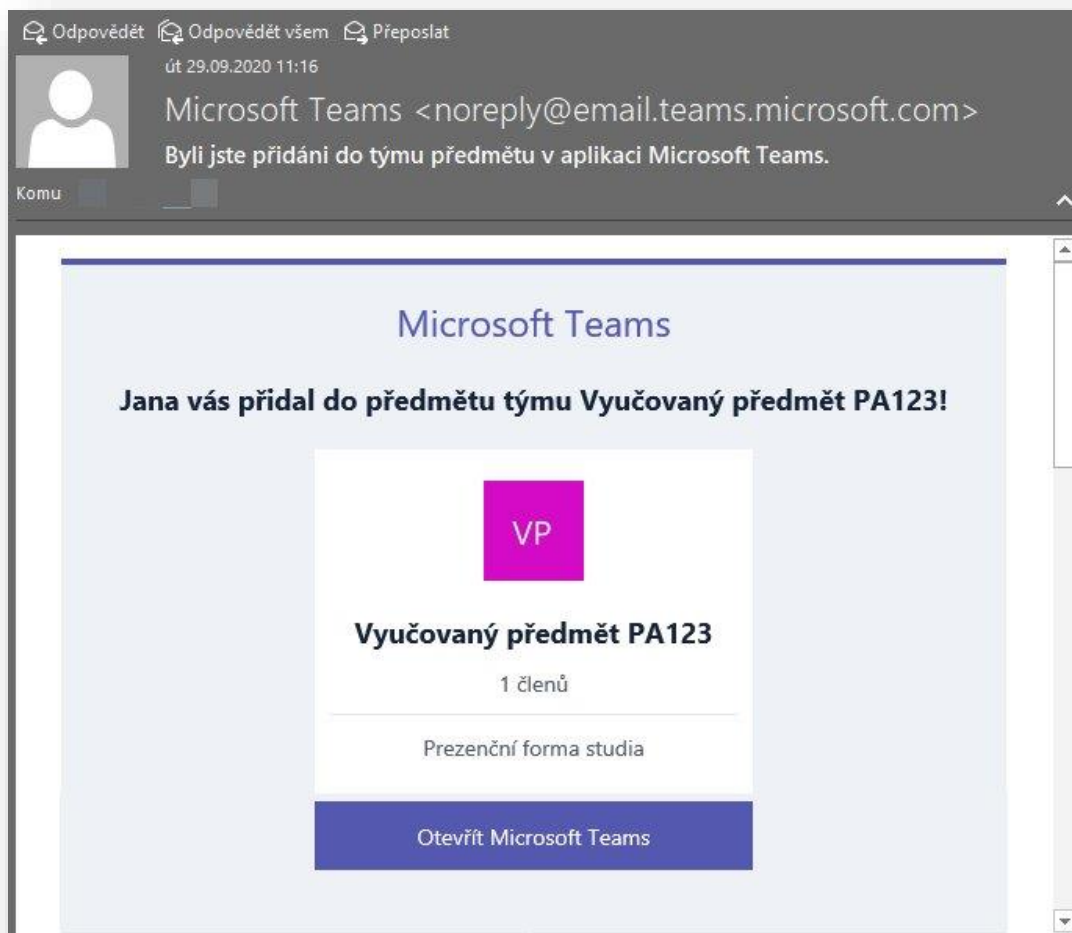 Odpovědět Odpovědět všem Přeposlat
út 29.09.2020 11:16
Microsoft Teams <noreply@email.teams.microsoft.com>
Byli jste přidáni do týmu předmětu v aplikaci Microsoft Teams.
Komu
Microsoft Teams
Jana vás přidal do předmětu týmu Vyučovaný předmět PA123!
VP
Vyučovaný předmět PA123
1 členů
Prezenční forma studia
Otevřít Microsoft Teams